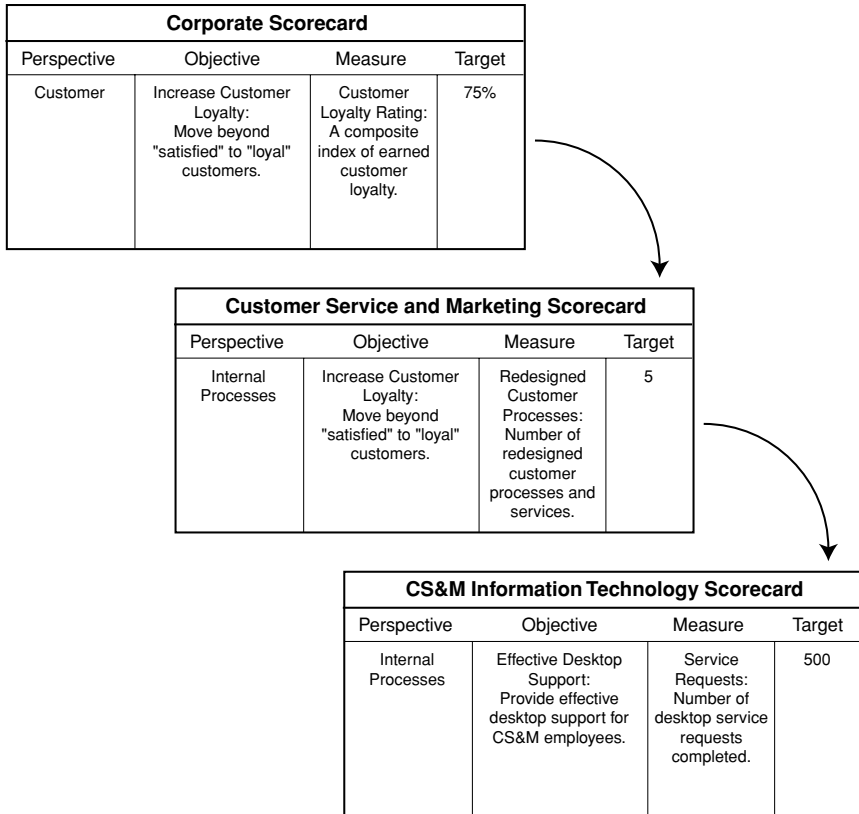 Corporate Scorecard
Perspective Objective Measure Target
Customer
Increase Customer
Loyalty:
Move beyond
"satisfied" to "loyal"
customers.
Customer
Loyalty Rating:
A composite
index of earned
customer
loyalty.
75%
Customer Service and Marketing Scorecard
Perspective Objective Measure Target
Internal
Processes
Increase Customer
Loyalty:
Move beyond
"satisfied" to "loyal"
customers.
Redesigned
Customer
Processes:
Number of
redesigned
customer
processes and
services.
5
CS&M Information Technology Scorecard
Perspective Objective Measure Target
Internal
Processes
Effective Desktop
Support:
Provide effective
desktop support for
CS&M employees.
Service
Requests:
Number of
desktop service
requests
completed.
500